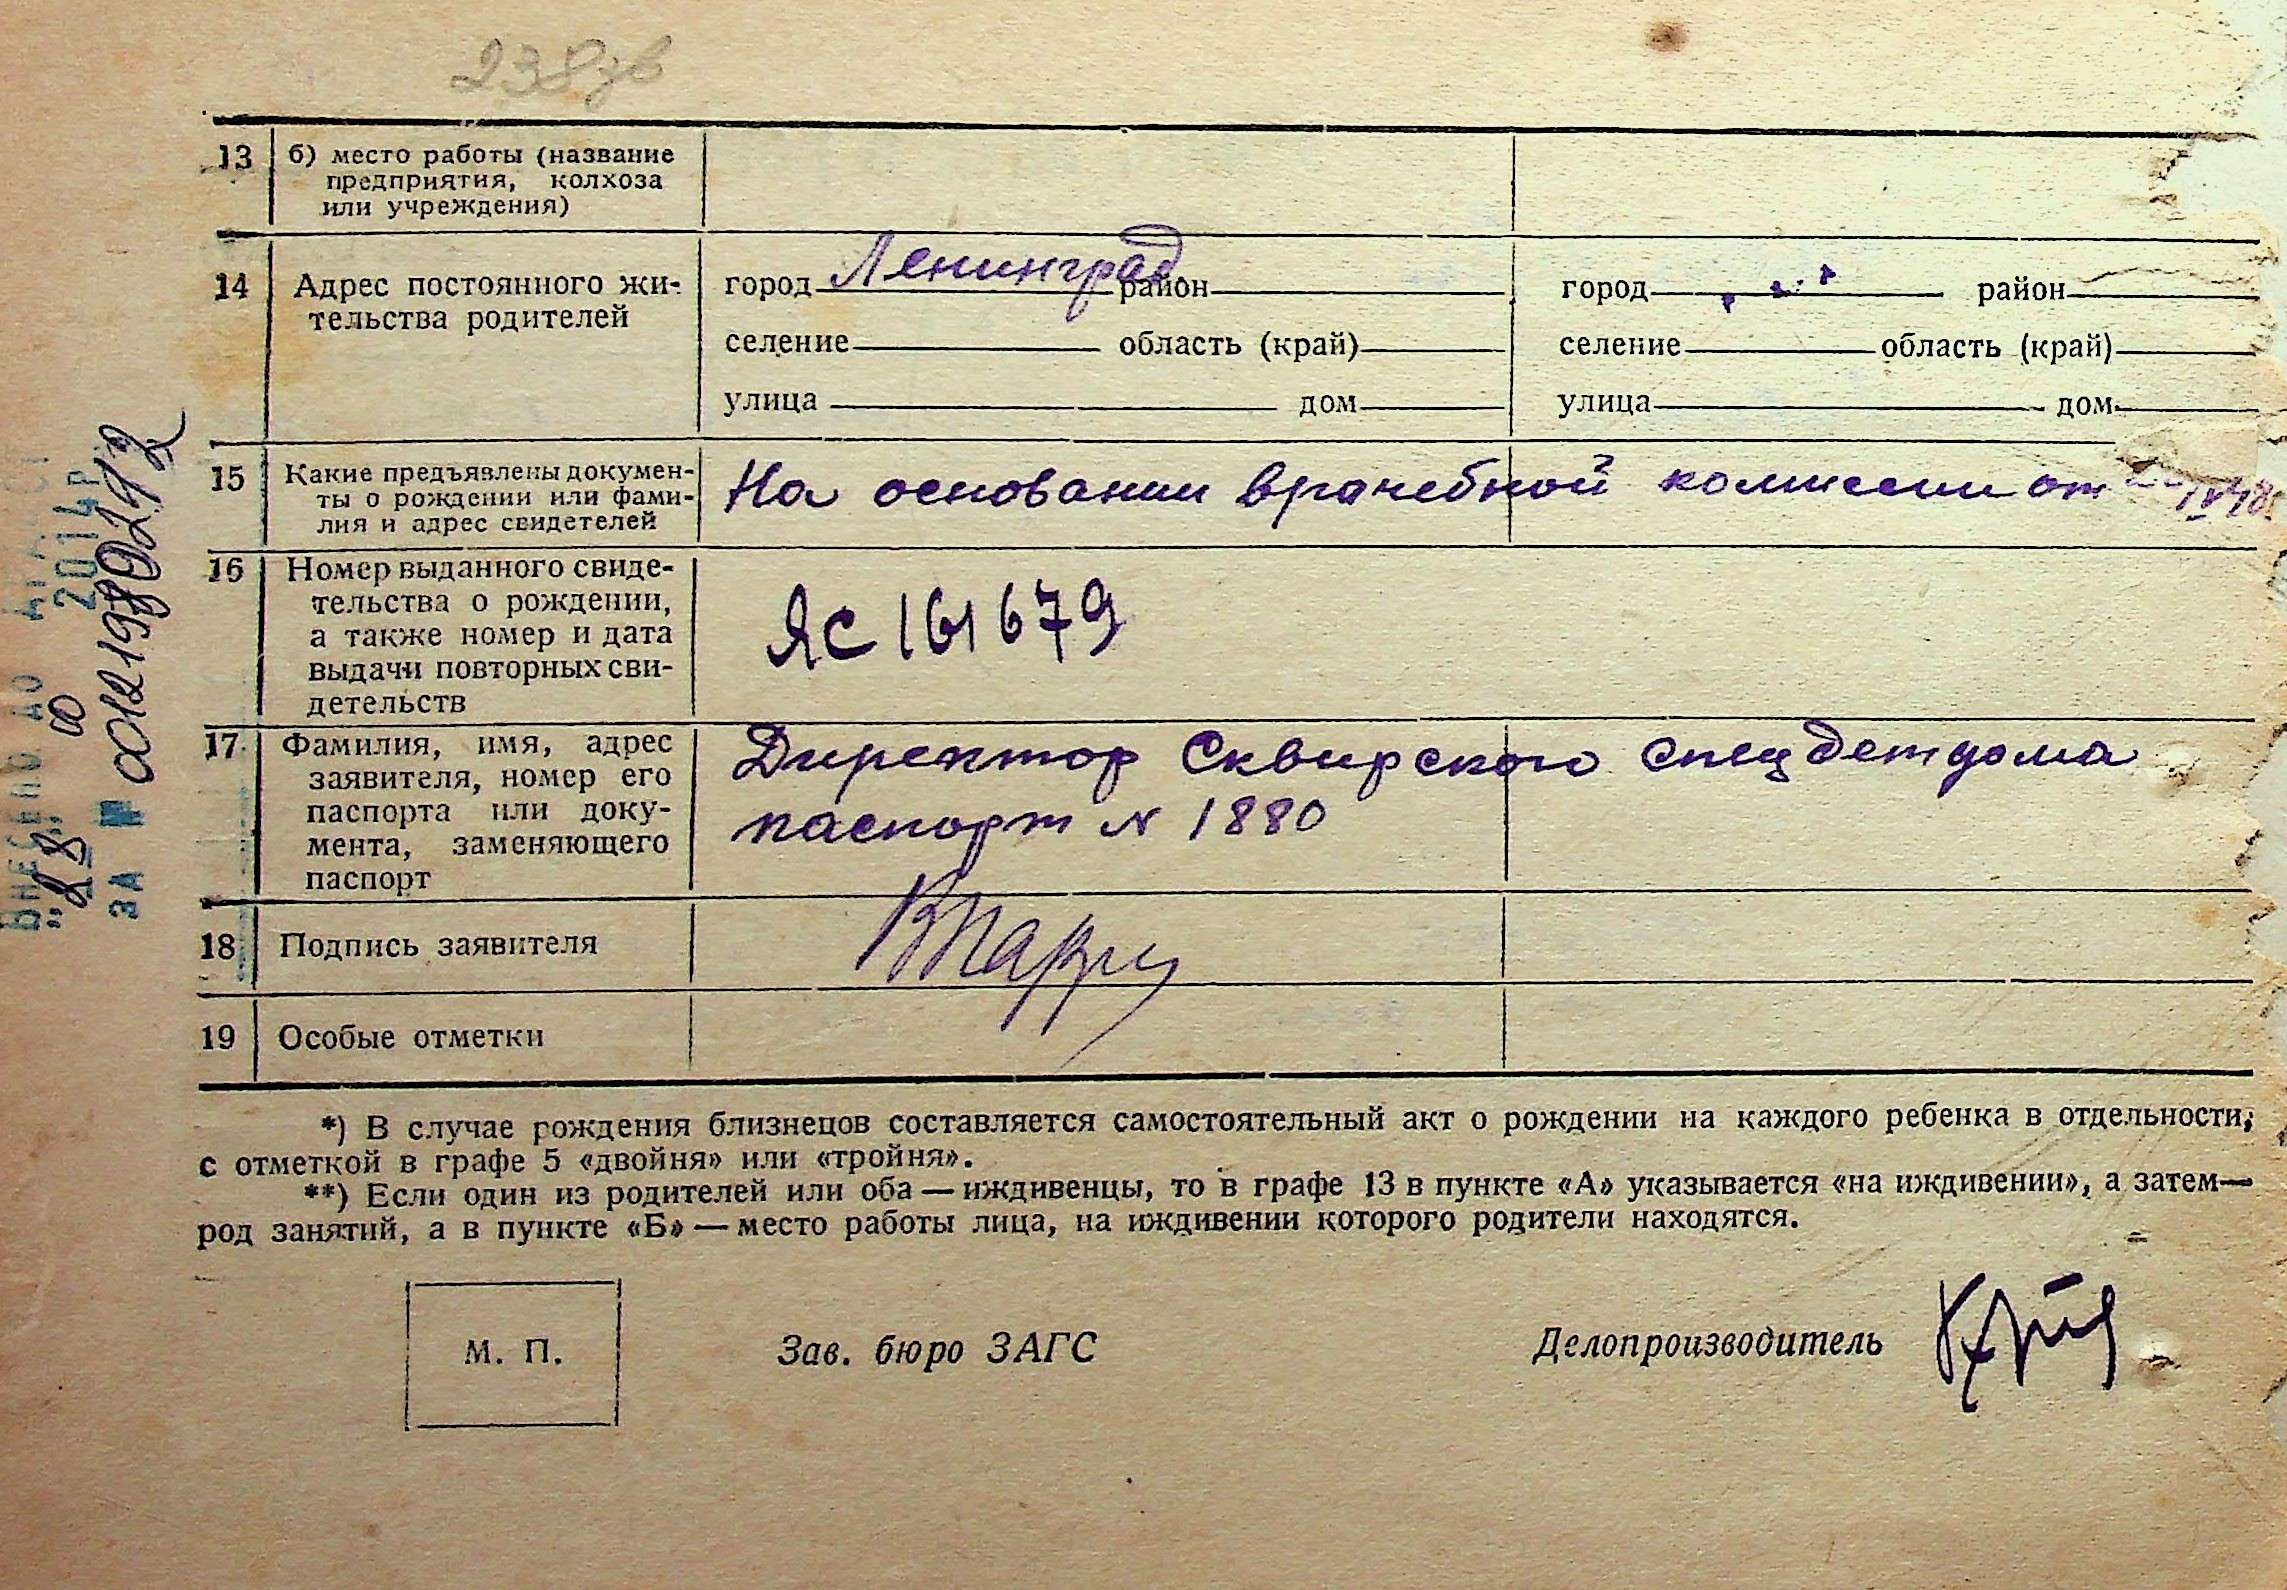 13 б) место работы (название
предприятия, колхоза
или учреждения)
14 Адрес постоянного жи-
тельства родителей
город Ленинград район
селение область (край)
улица дом
город район
селение область (край)
улица дом
15 Какие предъявлены докумен-
ты о рождении или фами-
лия и адрес свидетелей
На основании врачебной комиссии от
16 Номер выданного свиде-
тельства о рождении,
а также номер и дата
выдачи повторных сви-
детельств
ЯС 161679
17 Фамилия, имя, адрес
заявителя, номер его
паспорта или доку-
мента, заменяющего
паспорт
Директор Сквирского спецдетдома
паспорт N 1880
18 Подпись заявителя
19 Особые отметки
*) В случае рождения близнецов составляется самостоятельный акт о рождении на каждого ребенка в отдельности,
с отметкой в графе 5 «двойня» или «тройня».
**) Если один из родителей или оба — иждивенцы, то в графе 13 в пункте «А» указывается «на иждивении», а затем—
род занятий, а в пункте «Б» — место работы лица, на иждивении которого родители находятся.
М. П.
Зав. бюро ЗАГС
Делопроизводитель
ВНЕСЕНО ДО
„28" 08 2014 Р
ЗА №